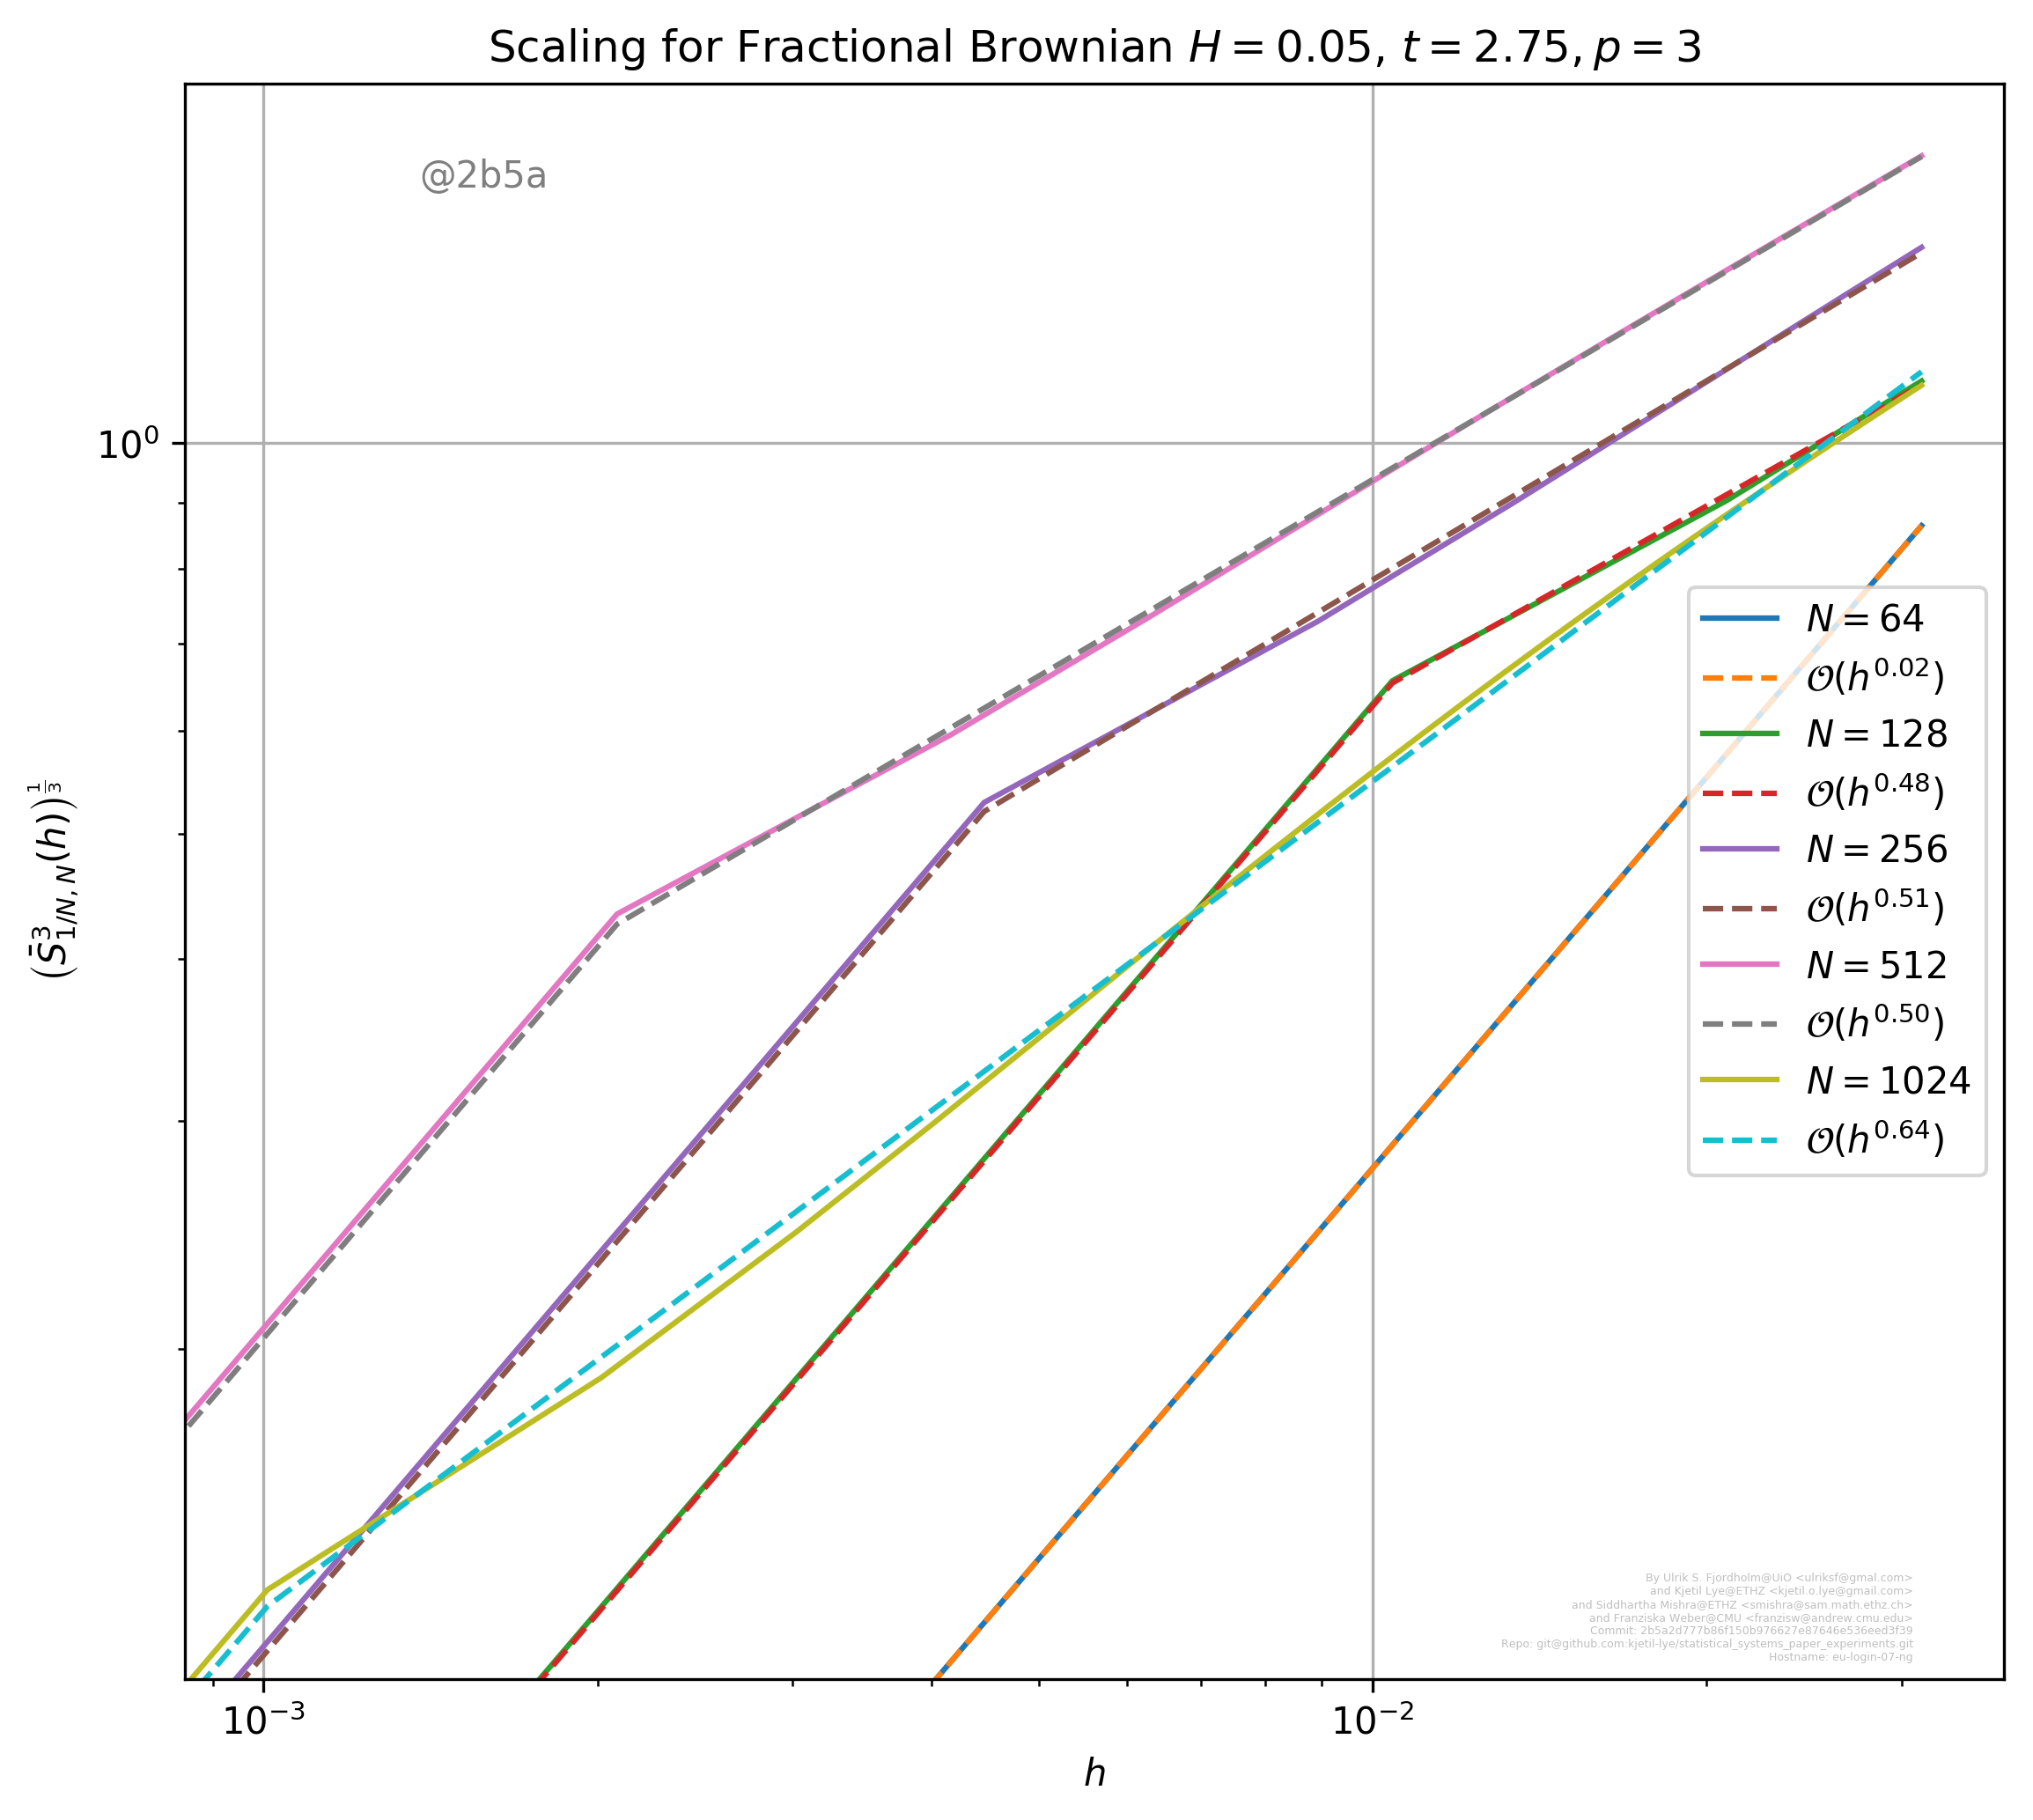 Scaling for Fractional Brownian H = 0.05, t = 2.75, p = 3
@2b5a
10⁰
(S̄³_{1/N, N}(h))^{1/3}
N = 64
𝒪(h^{0.02})
N = 128
𝒪(h^{0.48})
N = 256
𝒪(h^{0.51})
N = 512
𝒪(h^{0.50})
N = 1024
𝒪(h^{0.64})
By Ulrik S. Fjordholm@UiO <ulriksf@gmal.com>
and Kjetil Lye@ETHZ <kjetil.o.lye@gmail.com>
and Siddhartha Mishra@ETHZ <smishra@sam.math.ethz.ch>
and Franziska Weber@CMU <franzisw@andrew.cmu.edu>
Commit: 2b5a2d777b86f150b976627e87646e536eed3f39
Repo: git@github.com:kjetil-lye/statistical_systems_paper_experiments.git
Hostname: eu-login-07-ng
10⁻³ 10⁻²
h